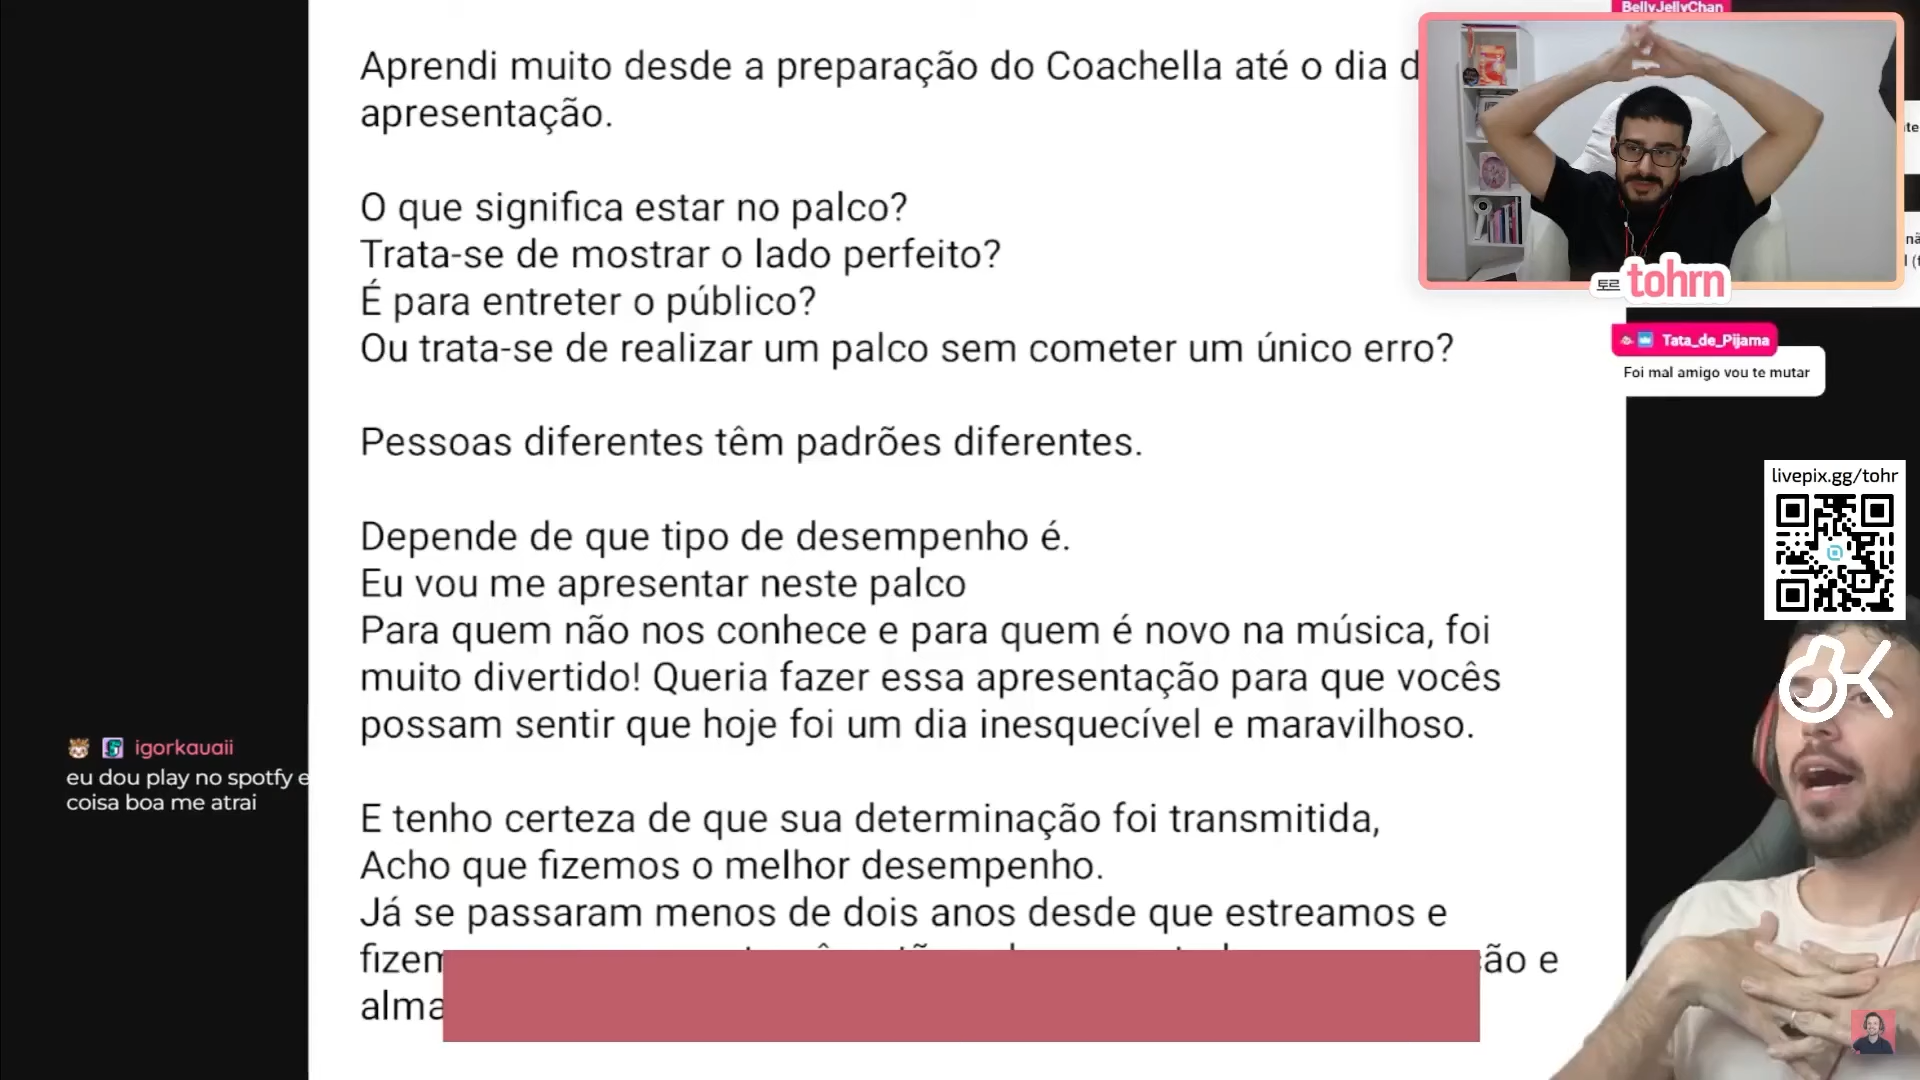 BellyJellyChan
Aprendi muito desde a preparação do Coachella até o dia
apresentação.
O que significa estar no palco?
Trata-se de mostrar o lado perfeito?
É para entreter o público?
Ou trata-se de realizar um palco sem cometer um único erro?
Pessoas diferentes têm padrões diferentes.
Depende de que tipo de desempenho é.
Eu vou me apresentar neste palco
Para quem não nos conhece e para quem é novo na música, foi
muito divertido! Queria fazer essa apresentação para que vocês
possam sentir que hoje foi um dia inesquecível e maravilhoso.
E tenho certeza de que sua determinação foi transmitida,
Acho que fizemos o melhor desempenho.
Já se passaram menos de dois anos desde que estreamos e
e
alma
토르 tohrn
Tata_de_Pijama
Foi mal amigo vou te mutar
livepix.gg/tohr
OK
igorkauaii
eu dou play no spotfy e
coisa boa me atrai